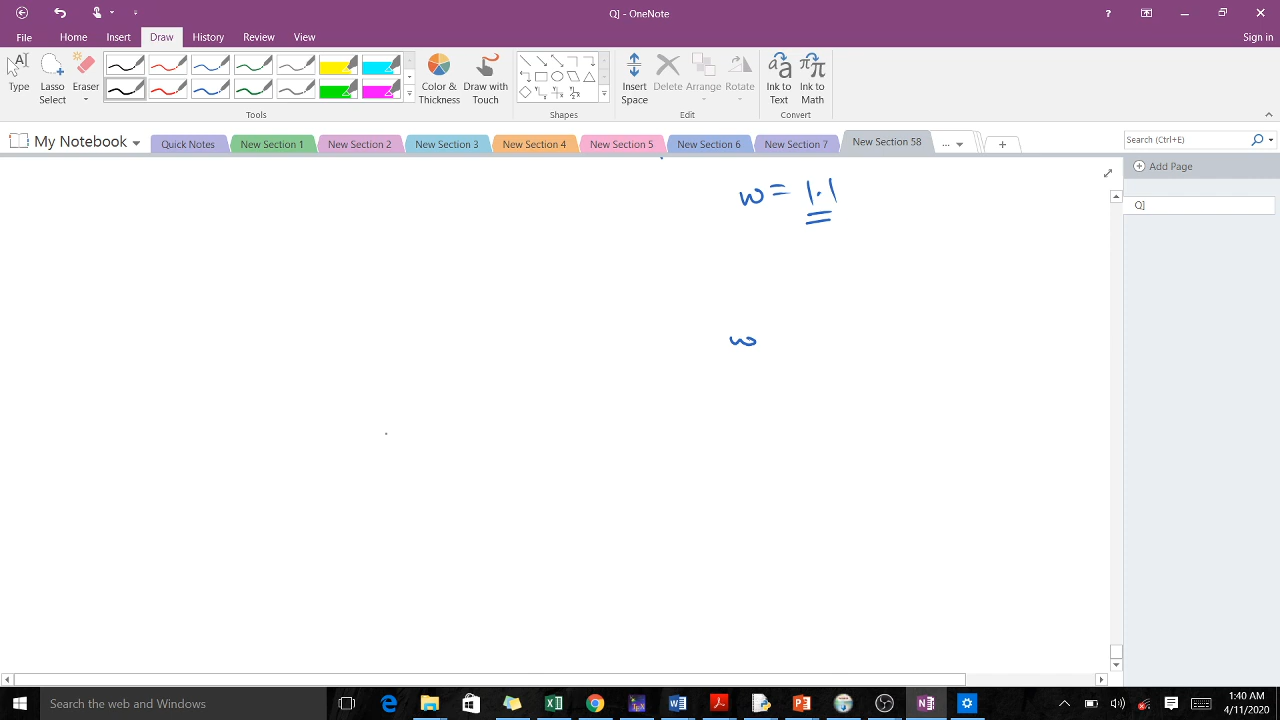 Q] - OneNote
File Home Insert Draw History Review View Sign in
Type Lasso Select Eraser Color & Thickness Draw with Touch Insert Space Delete Arrange Rotate Ink to Text Ink to Math
Tools Shapes Edit Convert
My Notebook Quick Notes New Section 1 New Section 2 New Section 3 New Section 4 New Section 5 New Section 6 New Section 7 New Section 58 ... Search (Ctrl+E)
Add Page
Q]
w = 1.1
w
Search the web and Windows
1:40 AM
4/11/2020